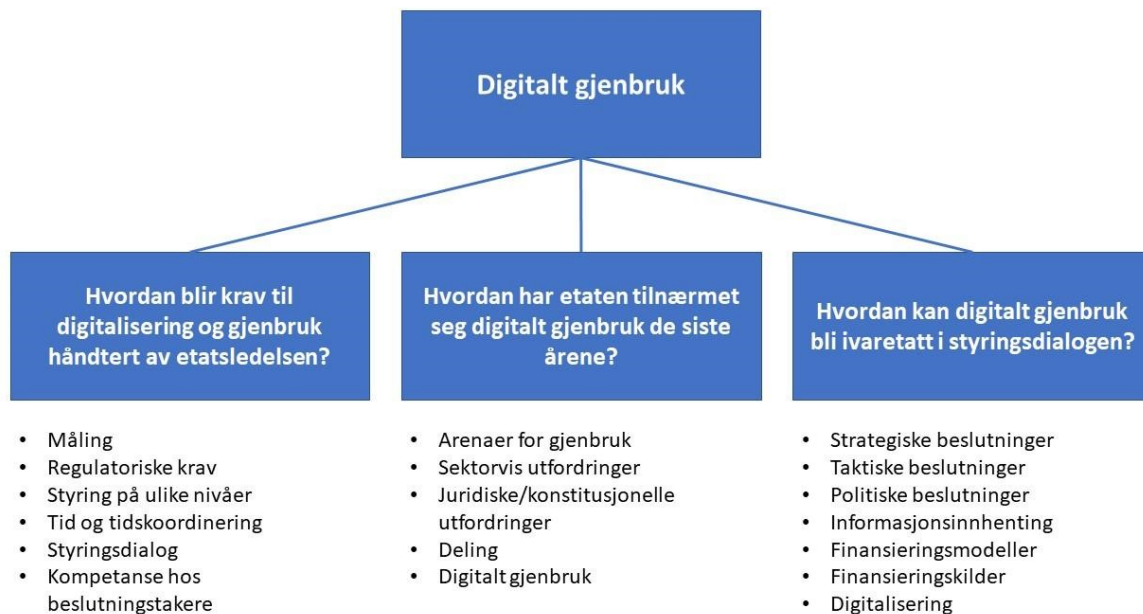 Digitalt gjenbruk
Hvordan blir krav til
digitalisering og gjenbruk
håndtert av etatsledelsen?
• Måling
• Regulatoriske krav
• Styring på ulike nivåer
• Tid og tidskoordinering
• Styringsdialog
• Kompetanse hos
beslutningstakere
Hvordan har etaten tilnærmet
seg digitalt gjenbruk de siste
årene?
• Arenaer for gjenbruk
• Sektorvis utfordringer
• Juridiske/konstitusjonelle
utfordringer
• Deling
• Digitalt gjenbruk
Hvordan kan digitalt gjenbruk
bli ivaretatt i styringsdialogen?
• Strategiske beslutninger
• Taktiske beslutninger
• Politiske beslutninger
• Informasjonsinnhenting
• Finansieringsmodeller
• Finansieringskilder
• Digitalisering